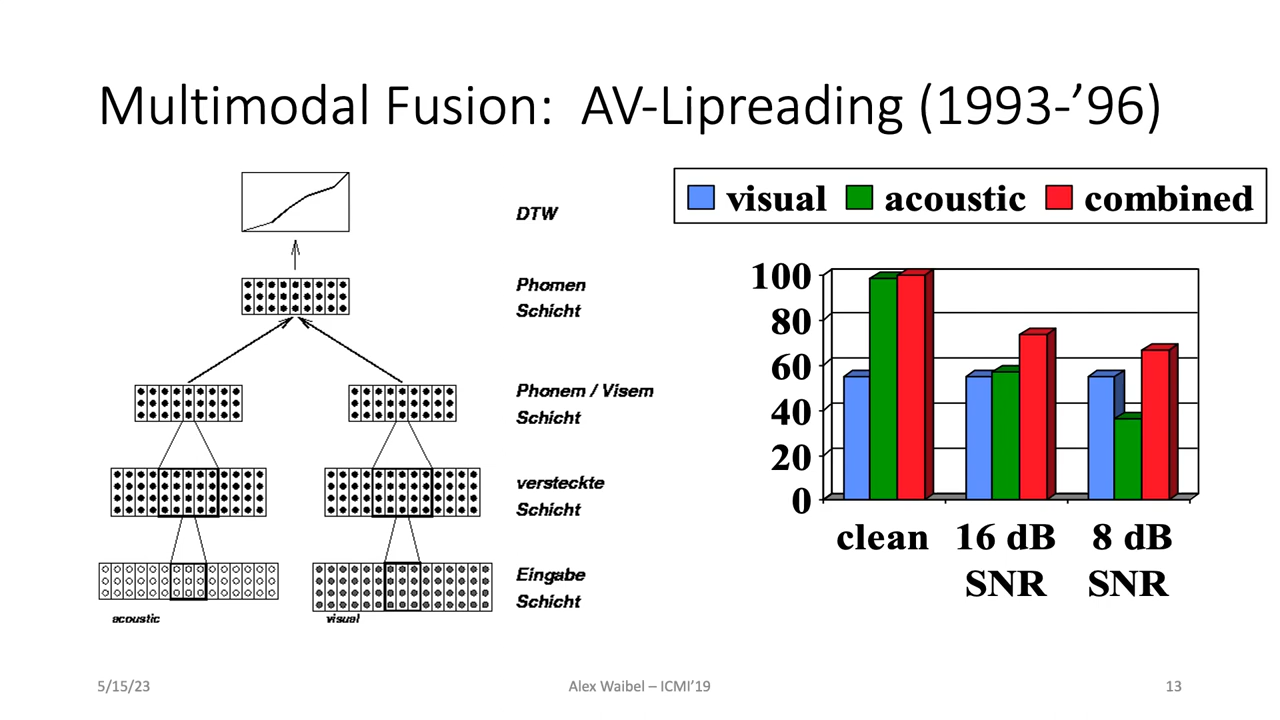 Multimodal Fusion: AV-Lipreading (1993-’96)
DTW
Phomen
Schicht
Phonem / Visem
Schicht
versteckte
Schicht
Eingabe
Schicht
acoustic
visual
visual acoustic combined
100
80
60
40
20
0
clean 16 dB 8 dB
SNR SNR
5/15/23
Alex Waibel – ICMI’19
13